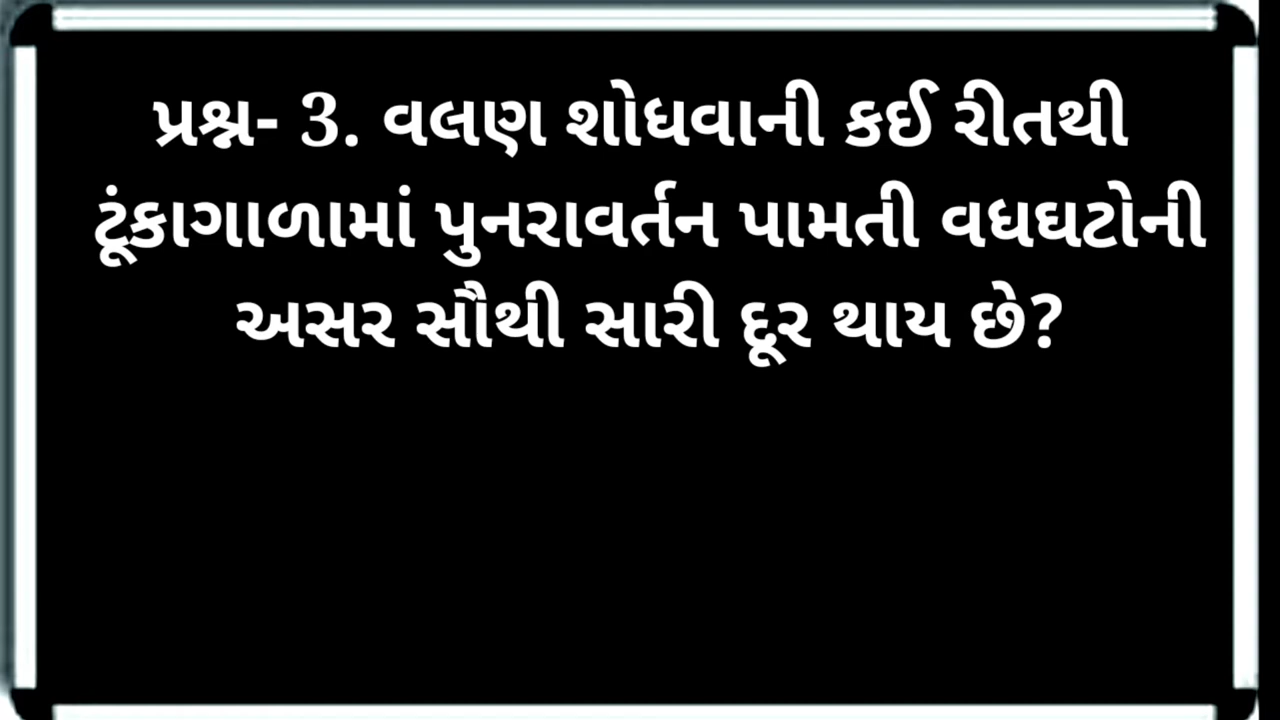 પ્રશ્ન- 3. વલણ શોધવાની કઈ રીતથી
ટૂંકાગાળામાં પુનરાવર્તન પામતી વધઘટોની
અસર સૌથી સારી દૂર થાય છે?